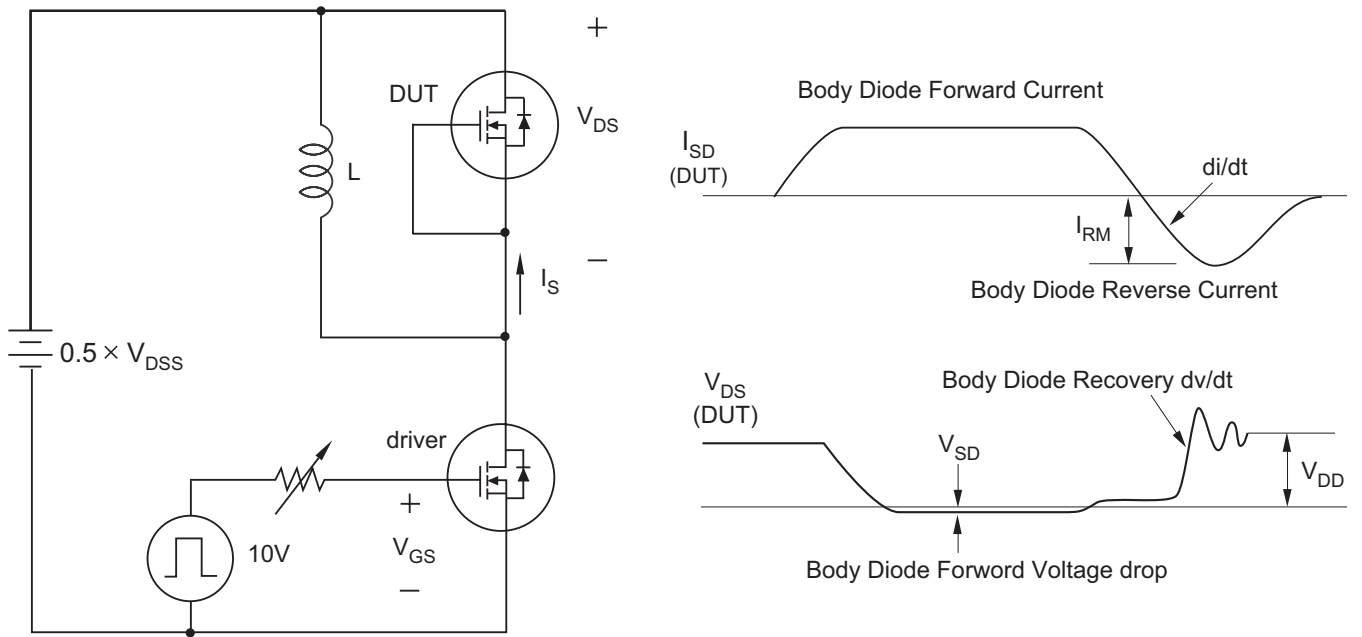 +
DUT
V_DS
L
−
I_S
0.5 × V_DSS
driver
+
10V
V_GS
−
Body Diode Forward Current
I_SD
(DUT)
di/dt
I_RM
Body Diode Reverse Current
Body Diode Recovery dv/dt
V_DS
(DUT)
V_SD
V_DD
Body Diode Forword Voltage drop